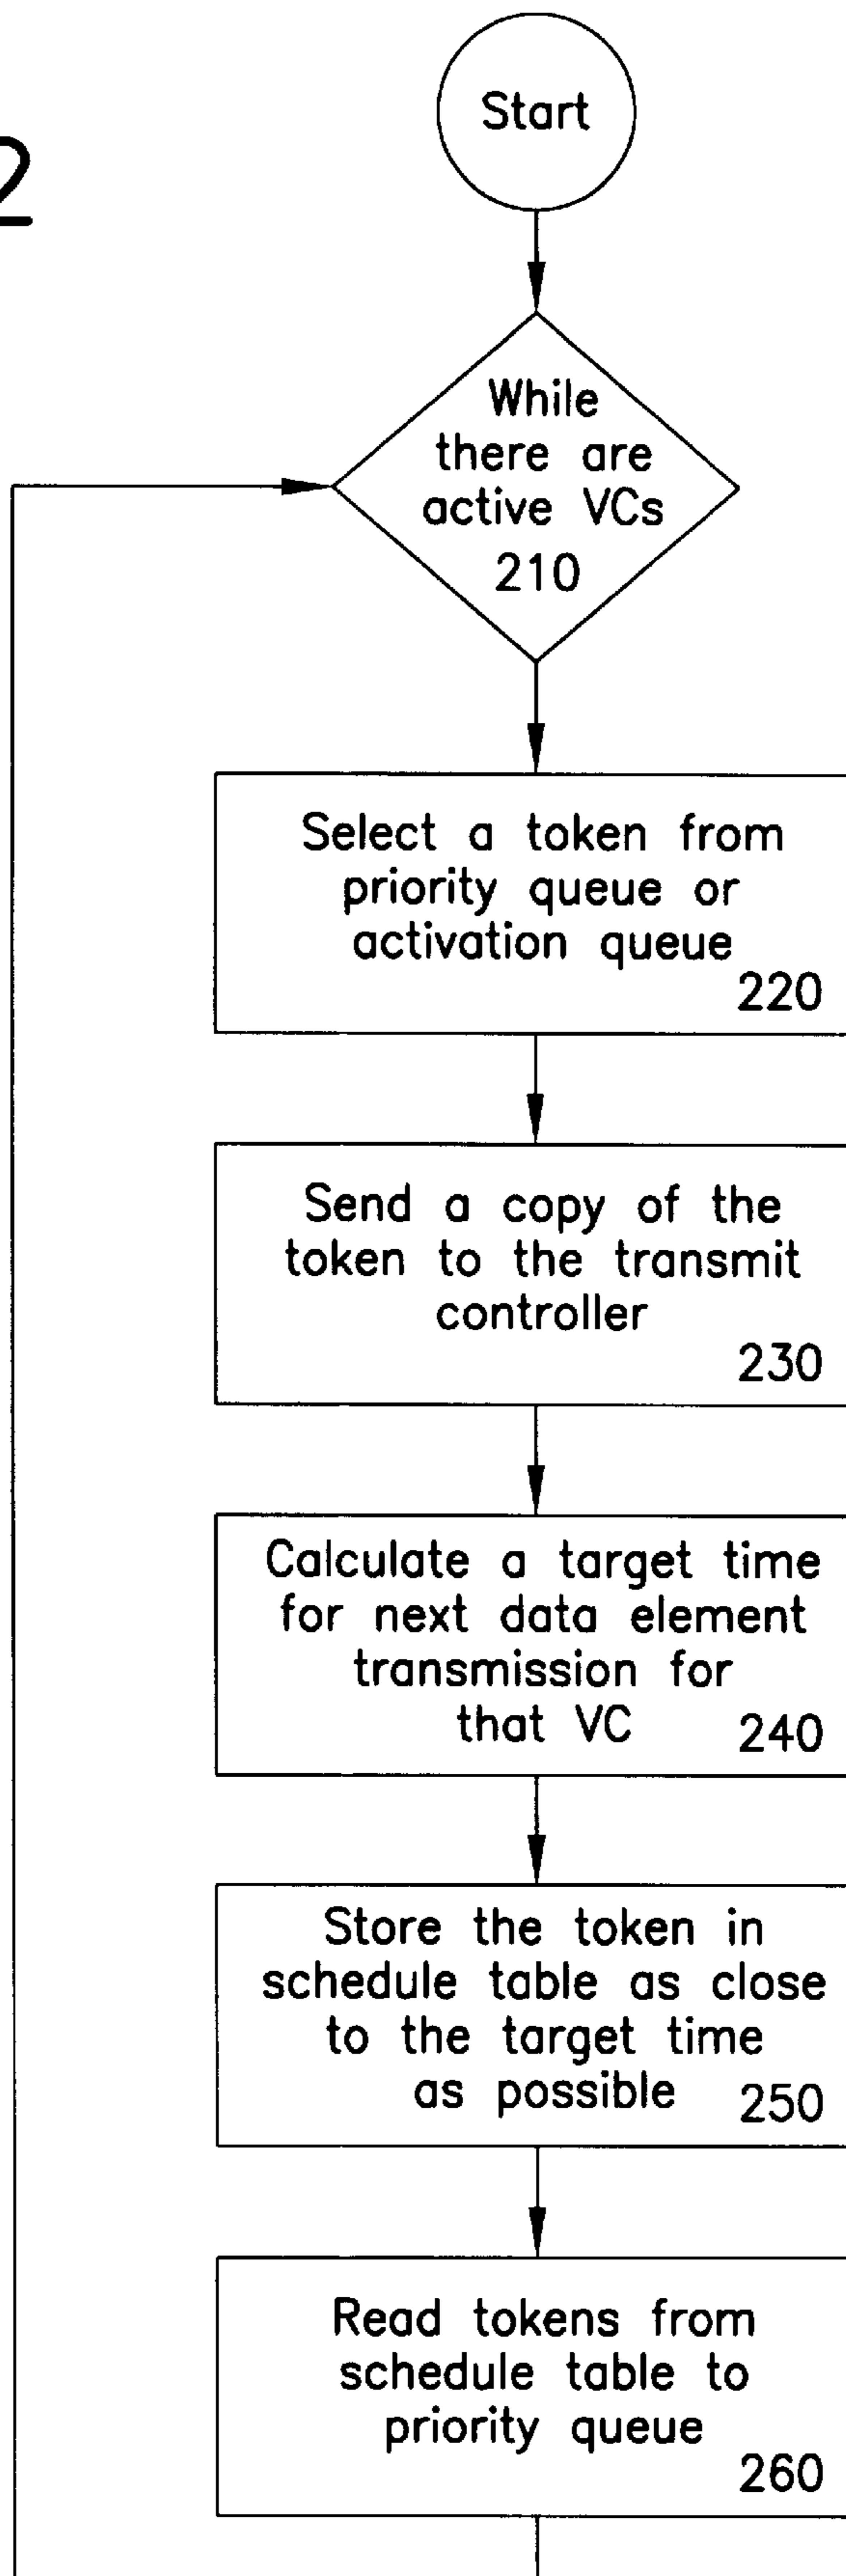 2
Start
While
there are
active VCs
210
Select a token from
priority queue or
activation queue
220
Send a copy of the
token to the transmit
controller
230
Calculate a target time
for next data element
transmission for
that VC 240
Store the token in
schedule table as close
to the target time
as possible 250
Read tokens from
schedule table to
priority queue
260